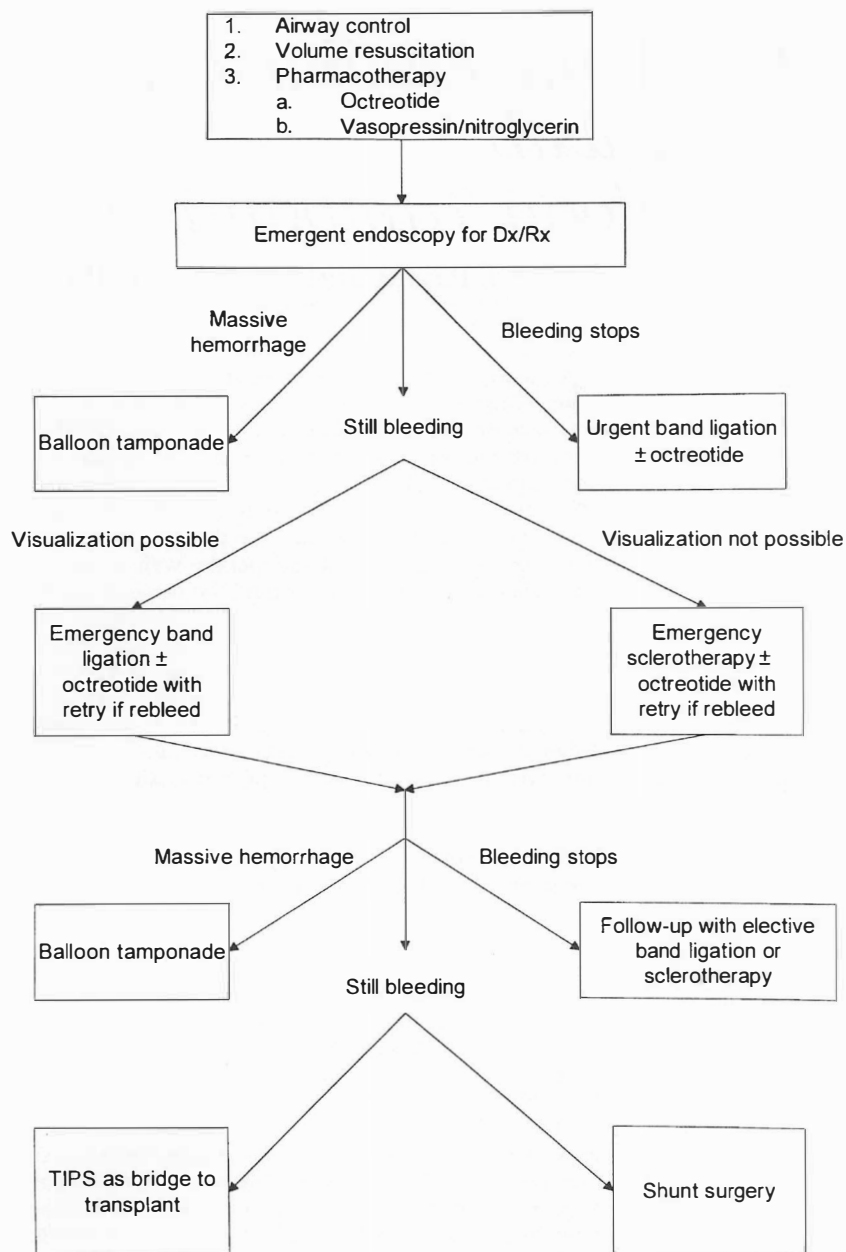 1. Airway control
2. Volume resuscitation
3. Pharmacotherapy
a. Octreotide
b. Vasopressin/nitroglycerin
Emergent endoscopy for Dx/Rx
Massive
hemorrhage
Bleeding stops
Balloon tamponade
Still bleeding
Urgent band ligation
± octreotide
Visualization possible
Visualization not possible
Emergency band
ligation ±
octreotide with
retry if rebleed
Emergency
sclerotherapy ±
octreotide with
retry if rebleed
Massive hemorrhage
Bleeding stops
Balloon tamponade
Still bleeding
Follow-up with elective
band ligation or
sclerotherapy
TIPS as bridge to
transplant
Shunt surgery